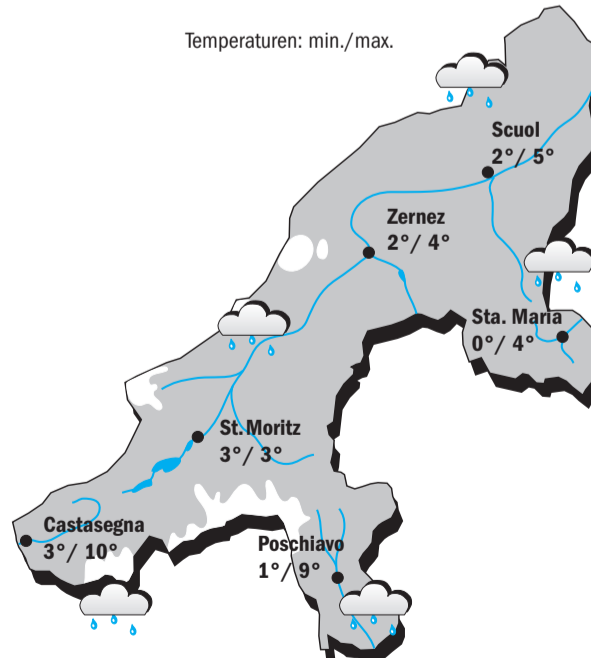 Temperaturen: min./max.
Scuol
2°/ 5°
Zernez
2°/ 4°
Sta. Maria
0°/ 4°
St. Moritz
3°/ 3°
Castasegna
3°/ 10°
Poschiavo
1°/ 9°